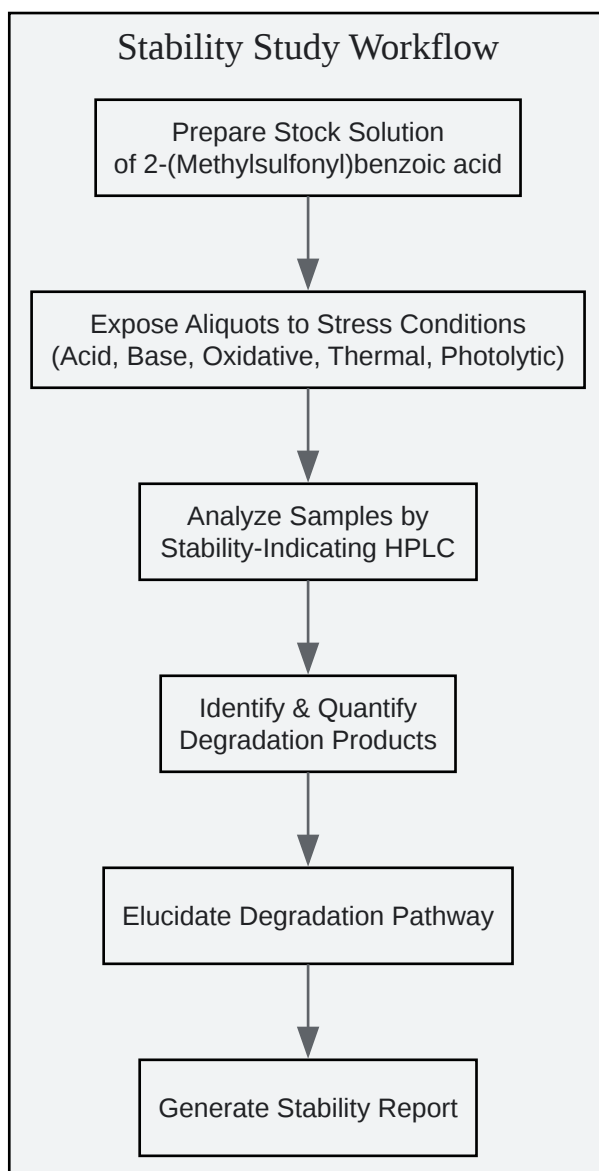 Stability Study Workflow
Prepare Stock Solution
of 2-(Methylsulfonyl)benzoic acid
Expose Aliquots to Stress Conditions
(Acid, Base, Oxidative, Thermal, Photolytic)
Analyze Samples by
Stability-Indicating HPLC
Identify & Quantify
Degradation Products
Elucidate Degradation Pathway
Generate Stability Report